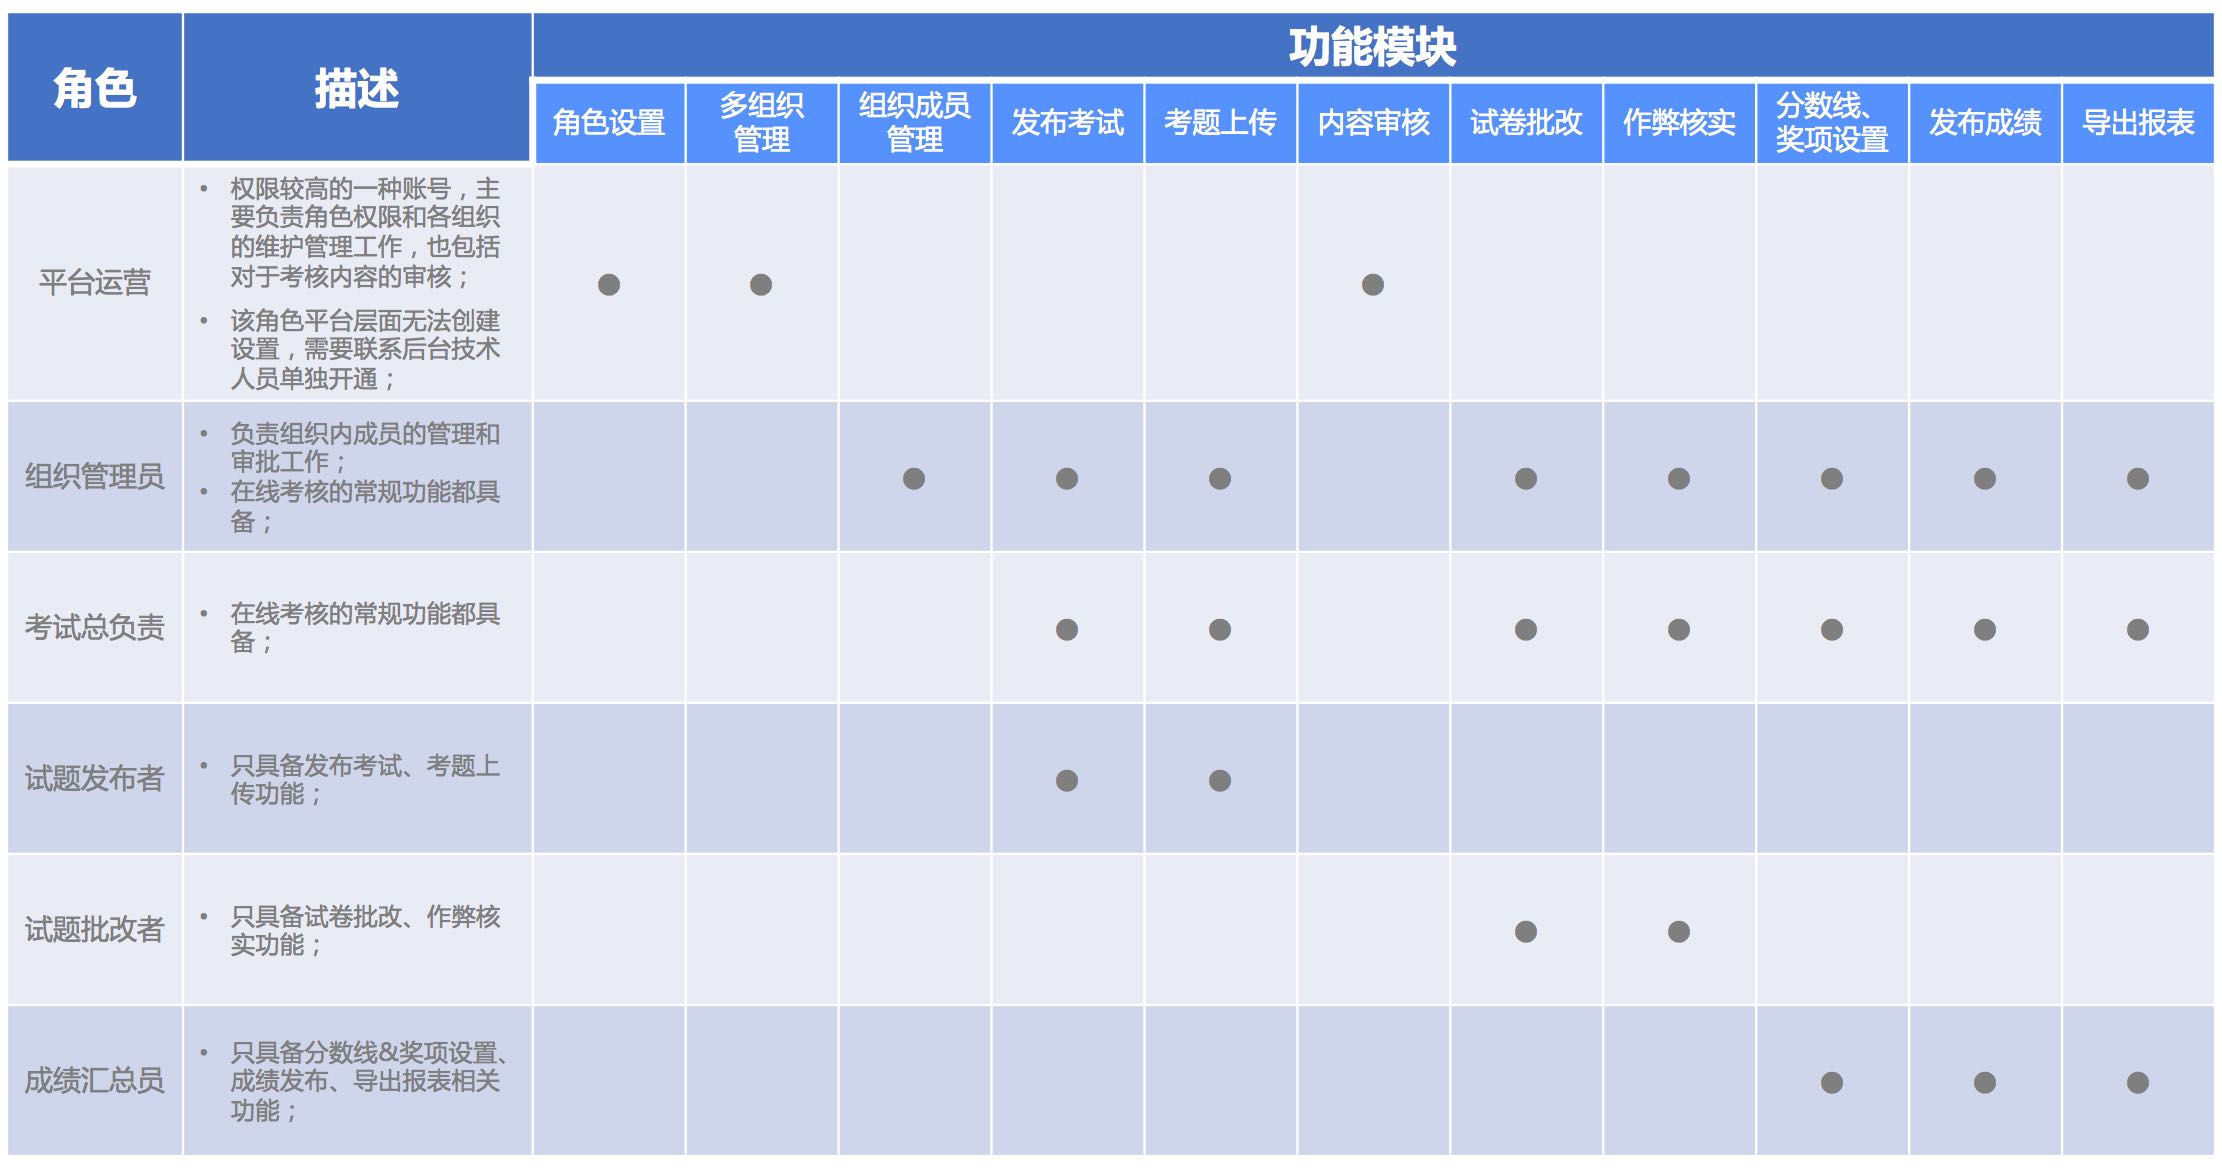 角色
描述
功能模块
角色设置
多组织
管理
组织成员
管理
发布考试
考题上传
内容审核
试卷批改
作弊核实
分数线、
奖项设置
发布成绩
导出报表
平台运营
• 权限较高的一种账号，主
要负责角色权限和各组织
的维护管理工作，也包括
对于考核内容的审核；
• 该角色平台层面无法创建
设置，需要联系后台技术
人员单独开通；
组织管理员
• 负责组织内成员的管理和
审批工作；
• 在线考核的常规功能都具
备；
考试总负责
• 在线考核的常规功能都具
备；
试题发布者
• 只具备发布考试、考题上
传功能；
试题批改者
• 只具备试卷批改、作弊核
实功能；
成绩汇总员
• 只具备分数线&奖项设置、
成绩发布、导出报表相关
功能；